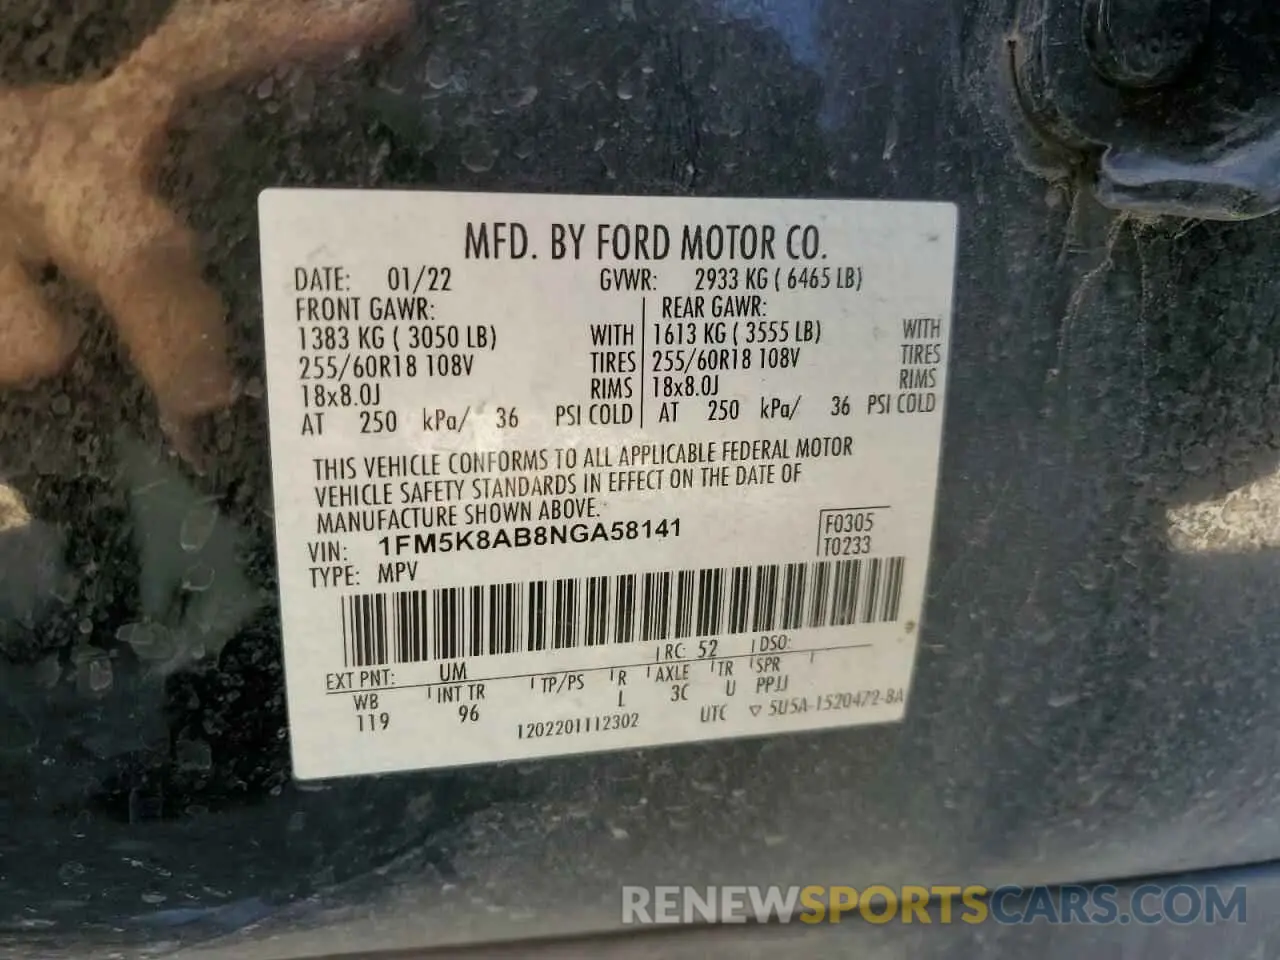 MFD. BY FORD MOTOR CO.
DATE: 01/22 GVWR: 2933 KG ( 6465 LB)
FRONT GAWR: REAR GAWR:
1383 KG ( 3050 LB) WITH 1613 KG ( 3555 LB) WITH
255/60R18 108V TIRES 255/60R18 108V TIRES
18x8.0J RIMS 18x8.0J RIMS
AT 250 kPa/ 36 PSI COLD AT 250 kPa/ 36 PSI COLD
THIS VEHICLE CONFORMS TO ALL APPLICABLE FEDERAL MOTOR
VEHICLE SAFETY STANDARDS IN EFFECT ON THE DATE OF
MANUFACTURE SHOWN ABOVE.
VIN: 1FM5K8AB8NGA58141 F0305
TYPE: MPV T0233
EXT PNT: UM RC: 52 DSO:
WB INT TR TP/PS R AXLE TR SPR
119 96 L 3C U PPJJ
1202201112302 UTC ▽ 5U5A-1520472-BA
RENEWSPORTSCARS.COM